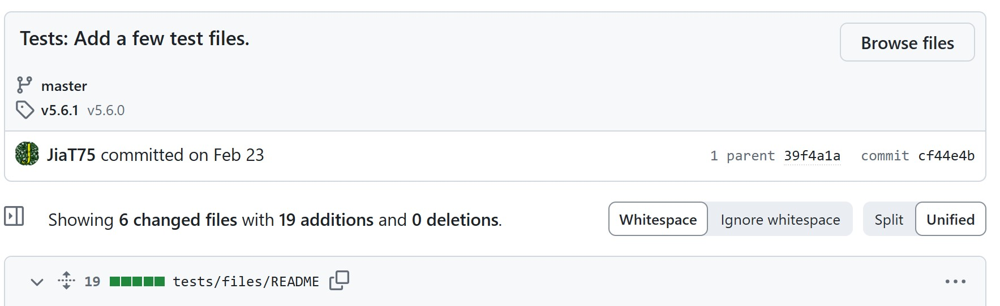 Tests: Add a few test files.
Browse files
master
v5.6.1 v5.6.0
JiaT75 committed on Feb 23
1 parent 39f4a1a commit cf44e4b
Showing 6 changed files with 19 additions and 0 deletions.
Whitespace Ignore whitespace Split Unified
19 tests/files/README